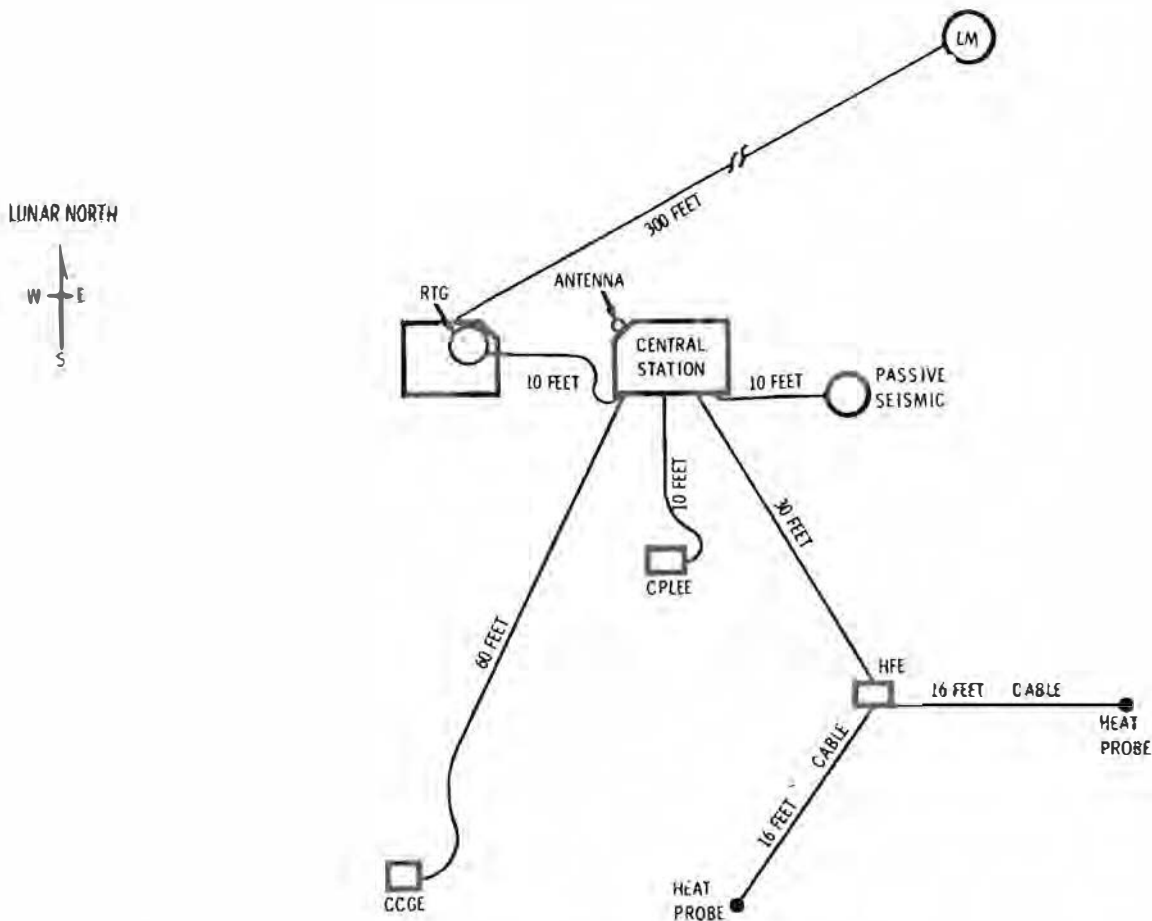 LM
300 FEET
LUNAR NORTH
W E
S
RTG
ANTENNA
CENTRAL
STATION
10 FEET
10 FEET
PASSIVE
SEISMIC
10 FEET
30 FEET
60 FEET
CPLEE
HFE
16 FEET CABLE
HEAT
PROBE
16 FEET CABLE
CCGE
HEAT
PROBE